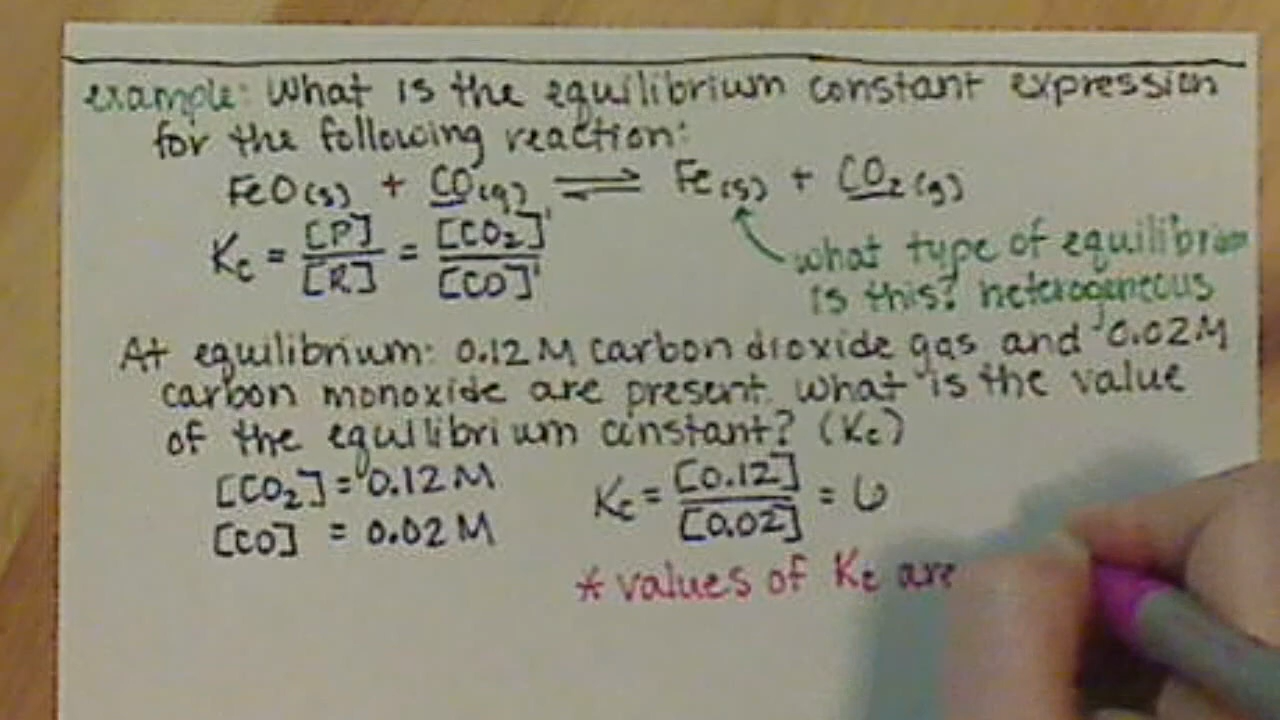 example: What is the equilibrium constant expression
for the following reaction:
FeO(s) + CO(g) ⇌ Fe(s) + CO₂(g)
Kc = [P]/[R] = [CO₂]¹/[CO]¹
what type of equilibrium
is this? heterogeneous
At equilibrium: 0.12 M carbon dioxide gas and 0.02 M
carbon monoxide are present. what is the value
of the equilibrium constant? (Kc)
[CO₂] = 0.12 M
[CO] = 0.02 M
Kc = [0.12]/[0.02] = 6
* values of Kc are